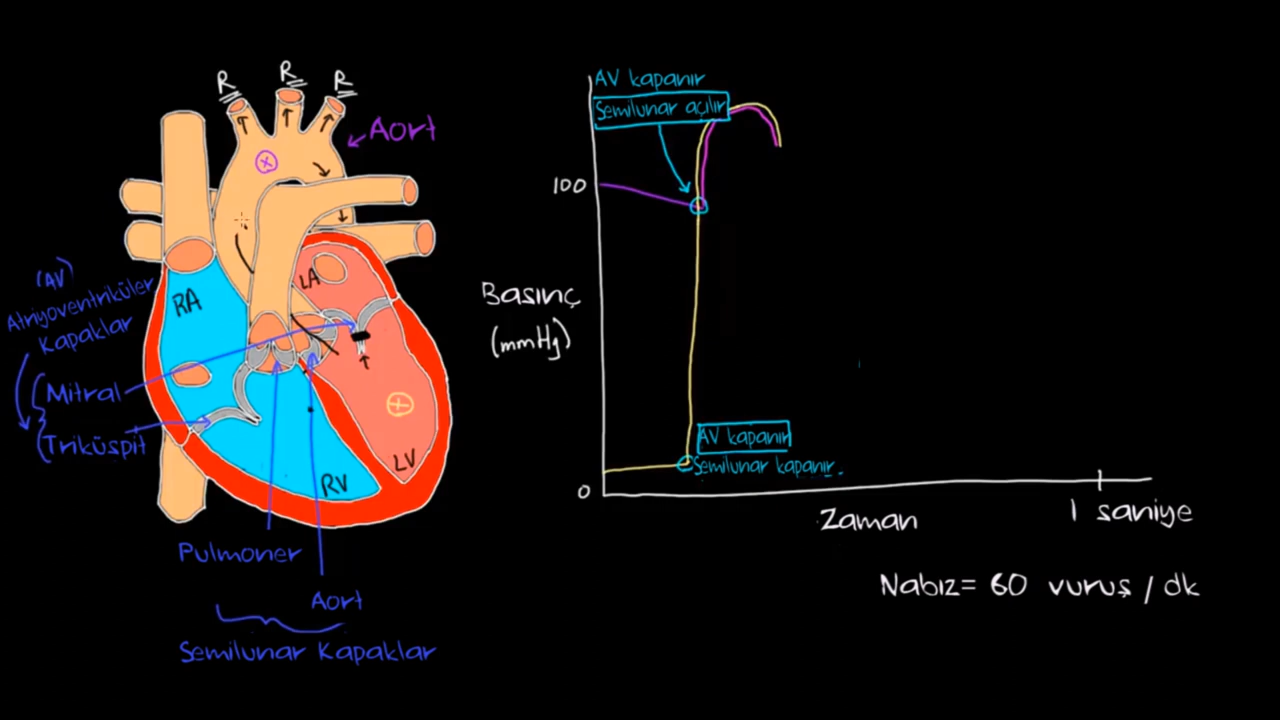 R R R
Aort
(AV)
Atriyoventriküler
Kapaklar
Mitral
Triküspit
RA
LA
RV
LV
Pulmoner
Aort
Semilunar Kapaklar
AV kapanır
Semilunar açılır
100
Basınç
(mmHg)
AV kapanır
Semilunar kapanır.
0
Zaman
1 saniye
Nabız= 60 vuruş / dk